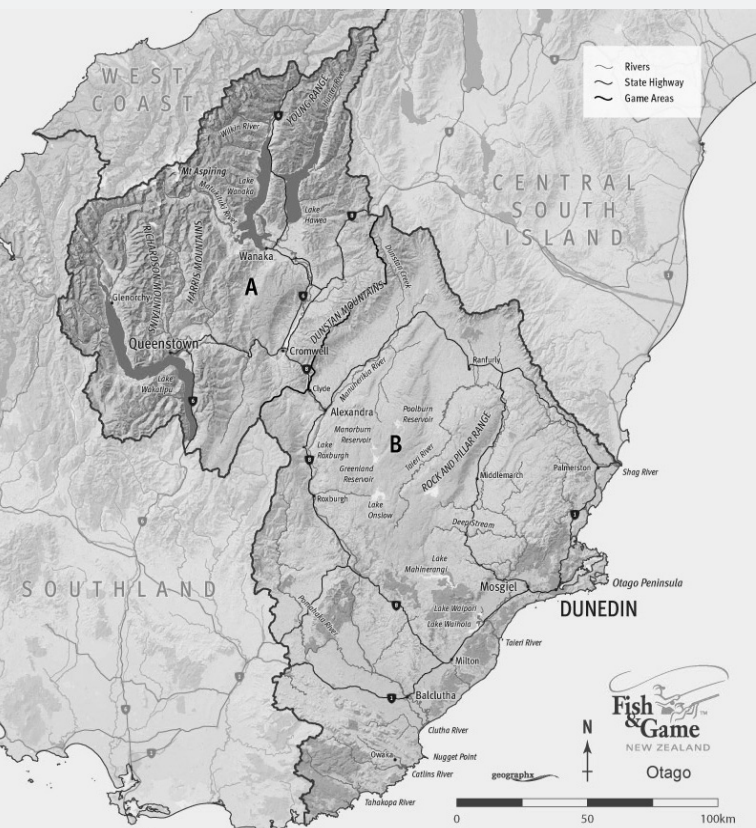 WEST
COAST
YOUNG RANGE
Hunter River
Wilkin River
Mt Aspiring
Matukituki River
Lake
Wanaka
Lake
Hawea
Rivers
State Highway
Game Areas
CENTRAL
SOUTH
ISLAND
Wanaka
RICHARDSON MOUNTAINS
HARRIS MOUNTAINS
A
Glenorchy
Queenstown
Lake
Wakatipu
DUNSTAN MOUNTAINS
Dunstan Creek
Cromwell
Clyde
Manuherikia River
Ranfurly
Alexandra
Poolburn
Reservoir
Manorburn
Reservoir
B
Lake
Roxburgh
Greenland
Reservoir
Taieri River
ROCK AND PILLAR RANGE
Middlemarch
Palmerston
Shag River
Roxburgh
Lake
Onslow
Deep Stream
Lake
Mahinerangi
SOUTHLAND
Pomahaka River
Mosgiel
Otago Peninsula
DUNEDIN
Lake Waipori
Lake Waihola
Taieri River
Milton
Balclutha
Clutha River
Owaka
Nugget Point
Catlins River
Tahakopa River
Fish
&Game
TM
NEW ZEALAND
N
geographx
Otago
0 50 100km